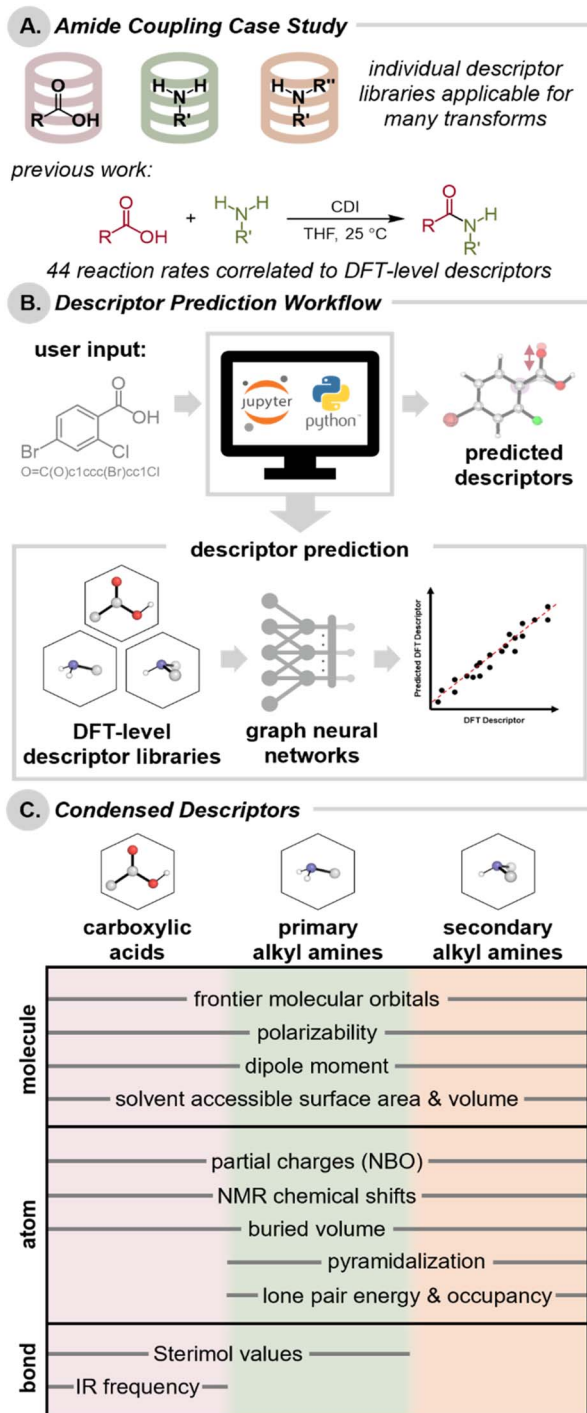 A. Amide Coupling Case Study
O
R
OH
H
H
N
R'
H
R"
N
R'
individual descriptor
libraries applicable for
many transforms
previous work:
O
R
OH
+
H
H
N
R'
CDI
THF, 25 °C
O
R
H
N
R'
44 reaction rates correlated to DFT-level descriptors
B. Descriptor Prediction Workflow
user input:
O
OH
Br
Cl
O=C(O)c1ccc(Br)cc1Cl
jupyter
python™
predicted
descriptors
descriptor prediction
DFT-level
descriptor libraries
graph neural
networks
Predicted DFT Descriptor
DFT Descriptor
C. Condensed Descriptors
carboxylic
acids
primary
alkyl amines
secondary
alkyl amines
molecule
frontier molecular orbitals
polarizability
dipole moment
solvent accessible surface area & volume
atom
partial charges (NBO)
NMR chemical shifts
buried volume
pyramidalization
lone pair energy & occupancy
bond
Sterimol values
IR frequency